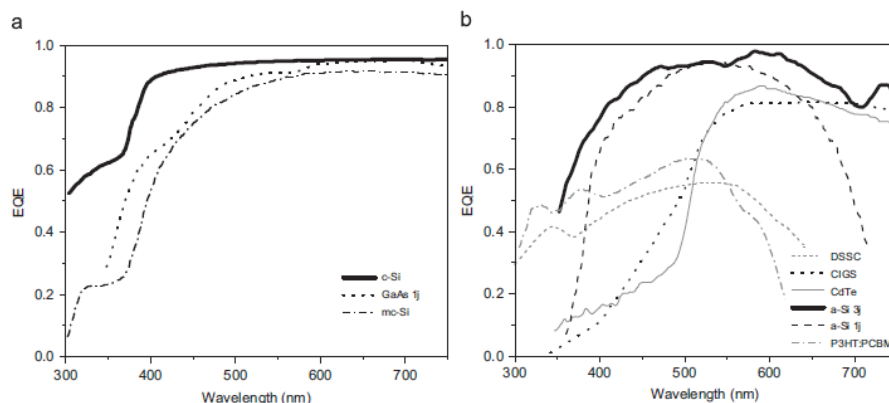 a
1.0
0.8
0.6
0.4
0.2
0.0
EQE
300 400 500 600 700
Wavelength (nm)
c-Si
GaAs 1j
mc-Si
b
1.0
0.8
0.6
0.4
0.2
0.0
EQE
300 400 500 600 700
Wavelength (nm)
DSSC
CIGS
CdTe
a-Si 3j
a-Si 1j
P3HT:PCBM